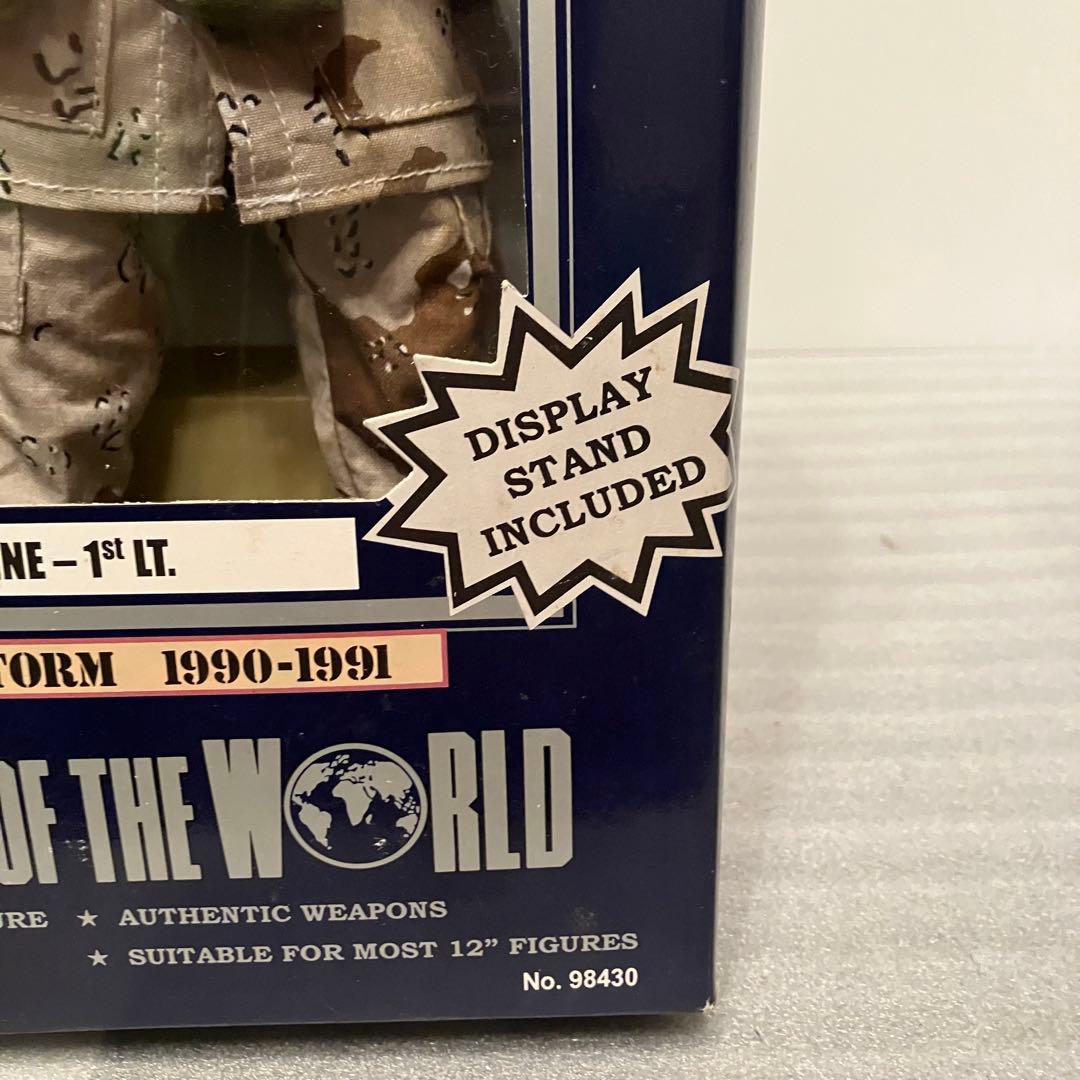 DISPLAY
STAND
INCLUDED
NE – 1st LT.
TORM 1990-1991
OF THE WORLD
URE ★ AUTHENTIC WEAPONS
★ SUITABLE FOR MOST 12” FIGURES
No. 98430